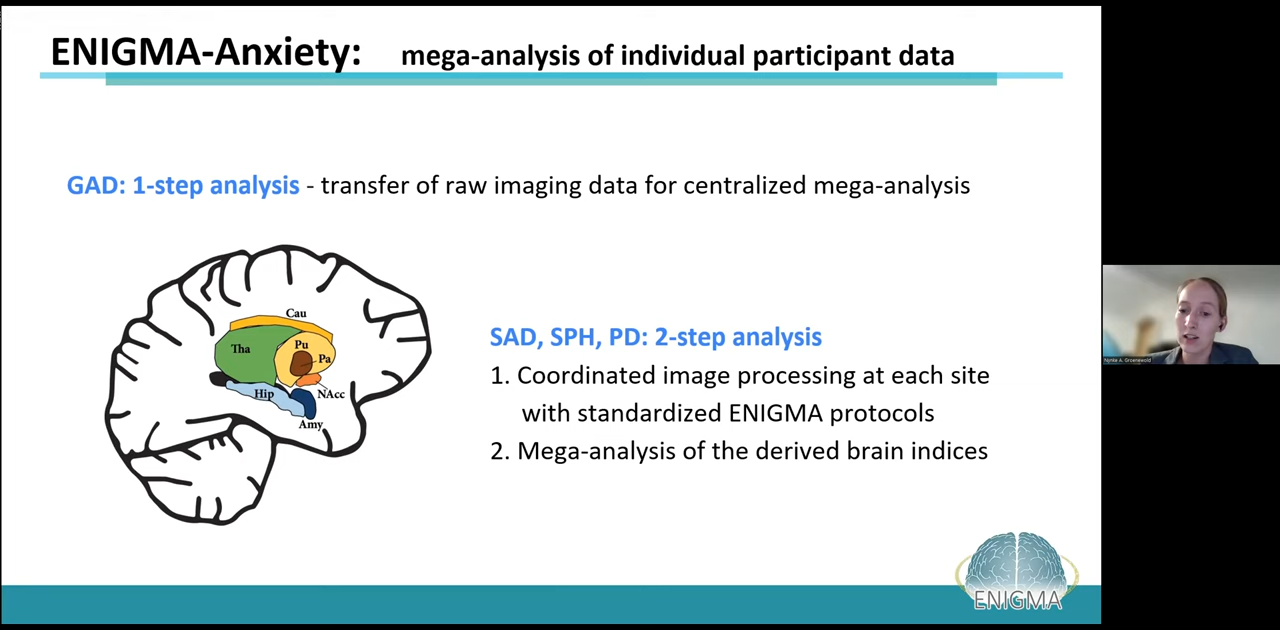 ENIGMA-Anxiety: mega-analysis of individual participant data
GAD: 1-step analysis - transfer of raw imaging data for centralized mega-analysis
Cau
Tha
Pu
Pa
Hip
NAcc
Amy
SAD, SPH, PD: 2-step analysis
1. Coordinated image processing at each site
with standardized ENIGMA protocols
2. Mega-analysis of the derived brain indices
ENIGMA
Nynke A. Groenewold